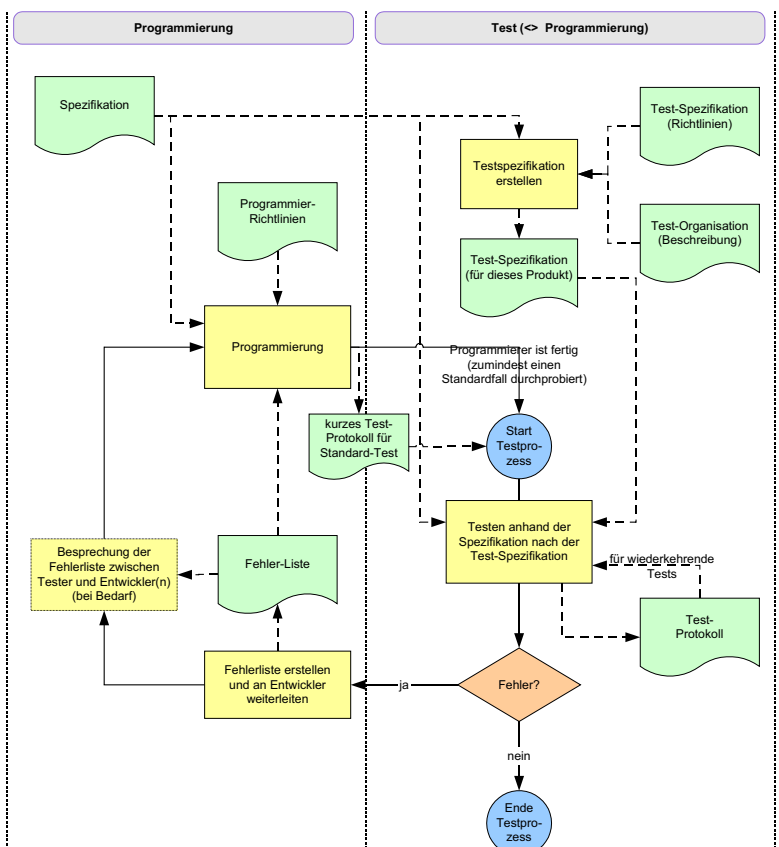 Programmierung
Test (<> Programmierung)
Spezifikation
Test-Spezifikation
(Richtlinien)
Testspezifikation
erstellen
Programmier-
Richtlinien
Test-Organisation
(Beschreibung)
Test-Spezifikation
(für dieses Produkt)
Programmierung
Programmierer ist fertig
(zumindest einen
Standardfall durchprobiert)
kurzes Test-
Protokoll für
Standard-Test
Start
Testpro-
zess
Testen anhand der
Spezifikation nach der
Test-Spezifikation
Besprechung der
Fehlerliste zwischen
Tester und Entwickler(n)
(bei Bedarf)
Fehler-Liste
für wiederkehrende
Tests
Test-
Protokoll
Fehlerliste erstellen
und an Entwickler
weiterleiten
ja
Fehler?
nein
Ende
Testpro-
zess